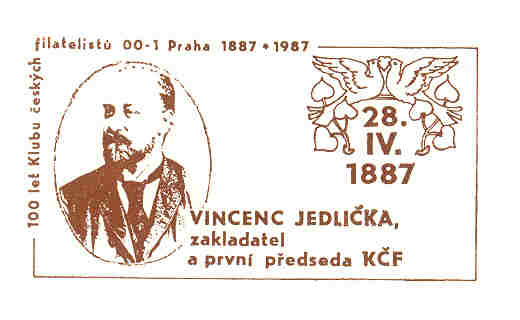 100 let Klubu českých
filatelistů 00-1 Praha 1887 * 1987
28.
IV.
1887
VINCENC JEDLIČKA,
zakladatel
a první předseda KČF